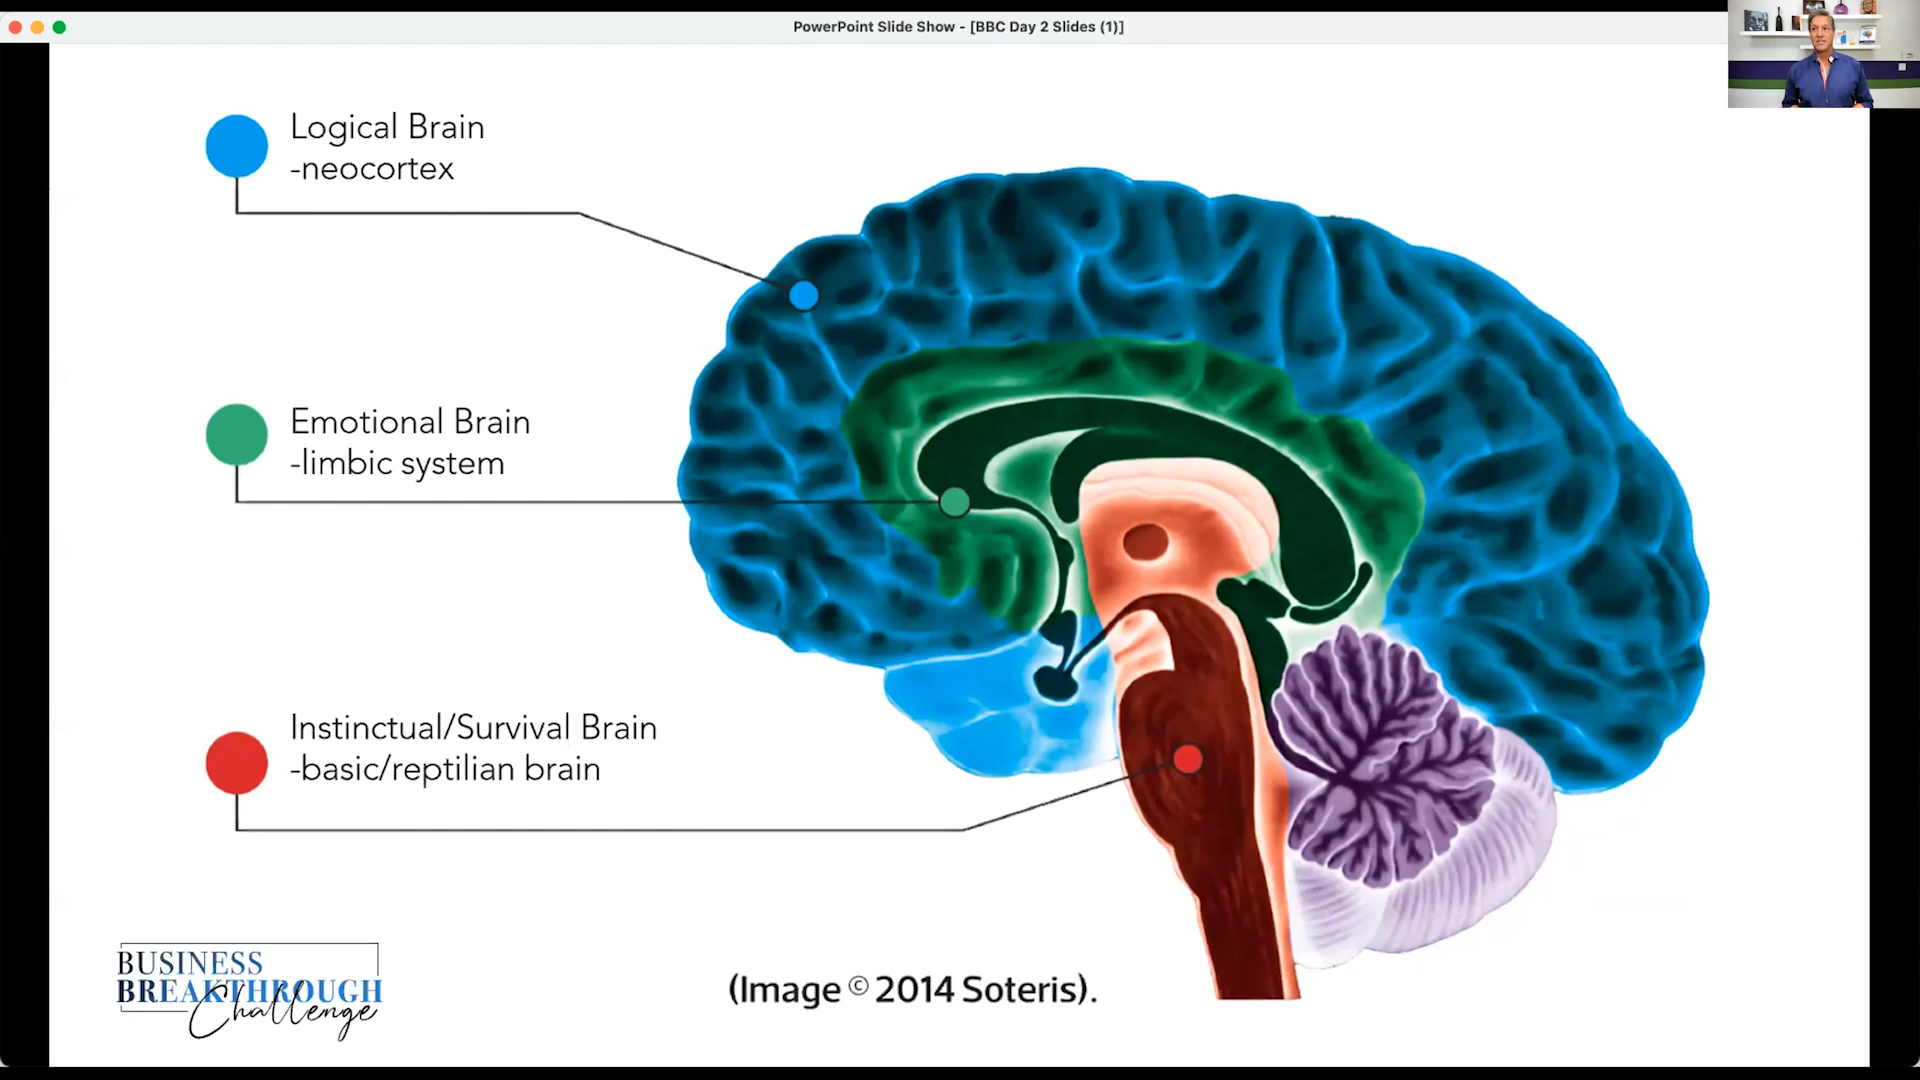 PowerPoint Slide Show - [BBC Day 2 Slides (1)]
Logical Brain
-neocortex
Emotional Brain
-limbic system
Instinctual/Survival Brain
-basic/reptilian brain
BUSINESS
BREAKTHROUGH
Challenge
(Image © 2014 Soteris).